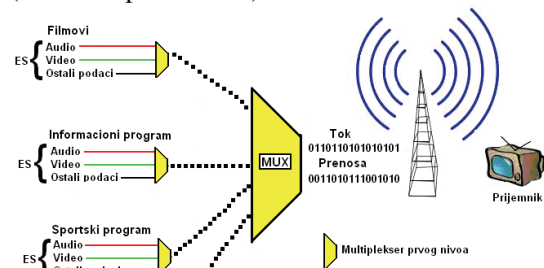 Filmovi
ES { Audio
Video
Ostali podaci
Informacioni program
ES { Audio
Video
Ostali podaci
Sportski program
ES { Audio
Video
MUX
Tok
0110110101010101
Prenosa
0011010111001010
Prijemnik
Multiplekser prvog nivoa